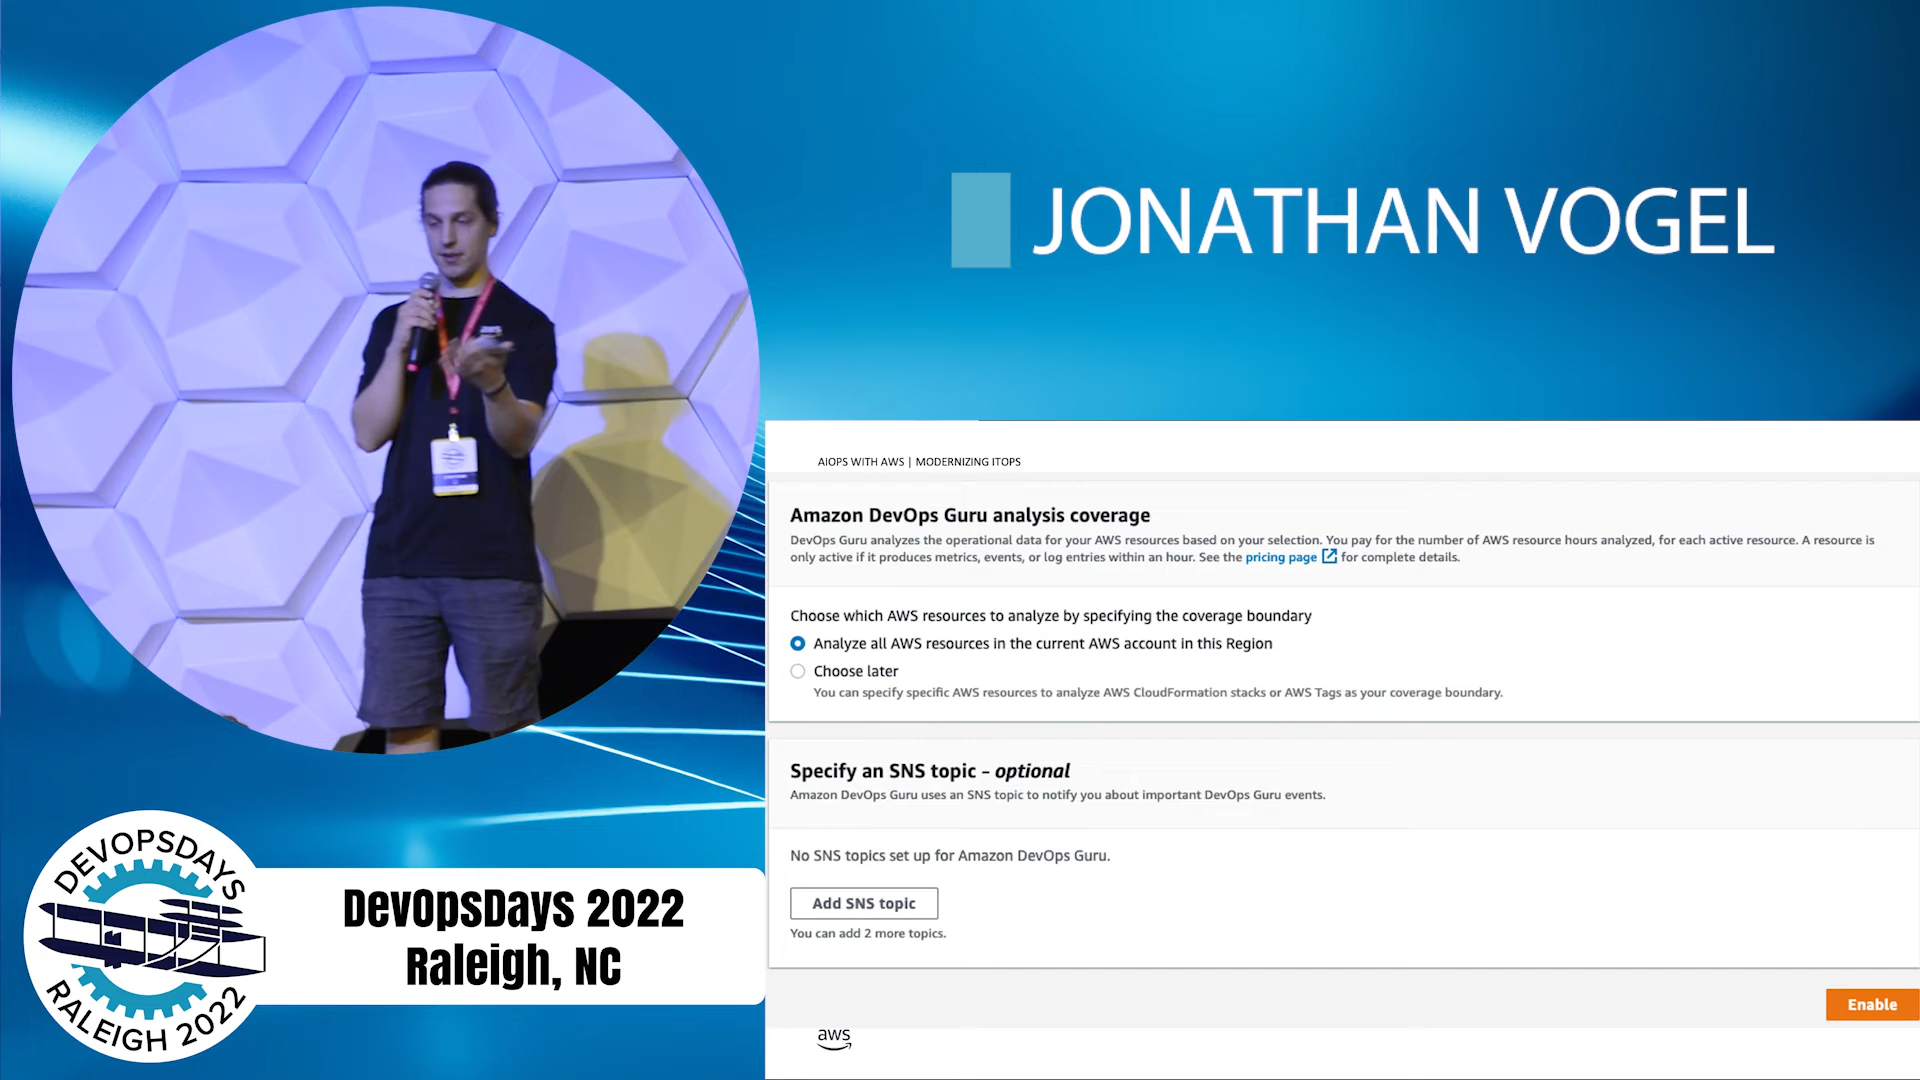 JONATHAN VOGEL
aws
AIOPS WITH AWS | MODERNIZING ITOPS
Amazon DevOps Guru analysis coverage
DevOps Guru analyzes the operational data for your AWS resources based on your selection. You pay for the number of AWS resource hours analyzed, for each active resource. A resource is
only active if it produces metrics, events, or log entries within an hour. See the pricing page for complete details.
Choose which AWS resources to analyze by specifying the coverage boundary
Analyze all AWS resources in the current AWS account in this Region
Choose later
You can specify specific AWS resources to analyze AWS CloudFormation stacks or AWS Tags as your coverage boundary.
Specify an SNS topic – optional
Amazon DevOps Guru uses an SNS topic to notify you about important DevOps Guru events.
No SNS topics set up for Amazon DevOps Guru.
Add SNS topic
You can add 2 more topics.
Enable
aws
DEVOPSDAYS
RALEIGH 2022
DevOpsDays 2022
Raleigh, NC